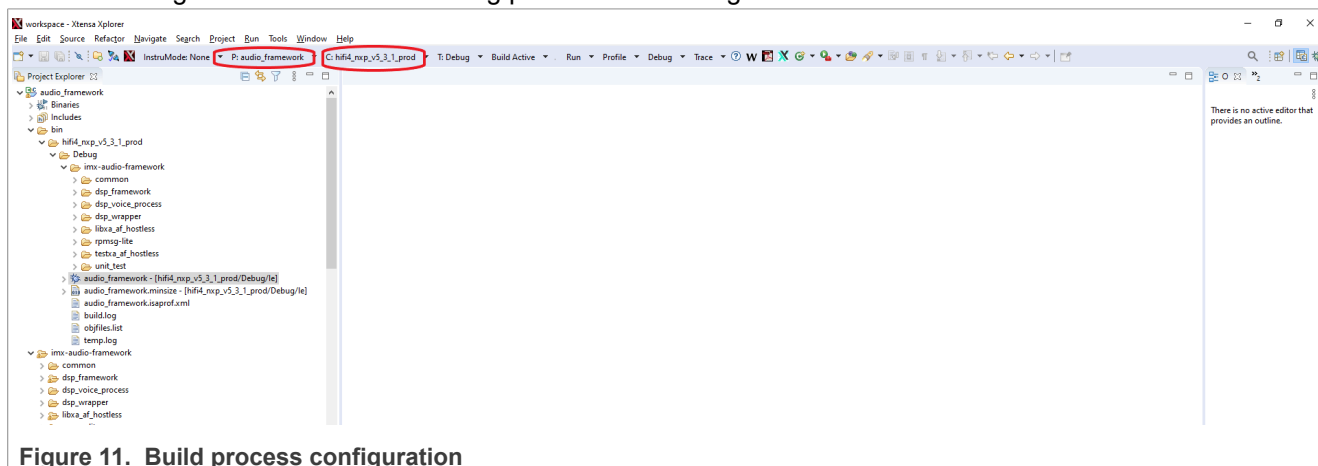 workspace - Xtensa Xplorer
File Edit Source Refactor Navigate Search Project Run Tools Window Help
InstruMode: None P: audio_framework C: hifi4_nxp_v5_3_1_prod T: Debug Build Active Run Profile Debug Trace
Project Explorer
audio_framework
Binaries
Includes
bin
hifi4_nxp_v5_3_1_prod
Debug
imx-audio-framework
common
dsp_framework
dsp_voice_process
dsp_wrapper
libxa_af_hostless
rpmsg-lite
testxa_af_hostless
unit_test
audio_framework - [hifi4_nxp_v5_3_1_prod/Debug/le]
audio_framework.minsize - [hifi4_nxp_v5_3_1_prod/Debug/le]
audio_framework.isaprof.xml
build.log
objfiles.list
temp.log
imx-audio-framework
common
dsp_framework
dsp_voice_process
dsp_wrapper
libxa_af_hostless
There is no active editor that
provides an outline.
Figure 11. Build process configuration